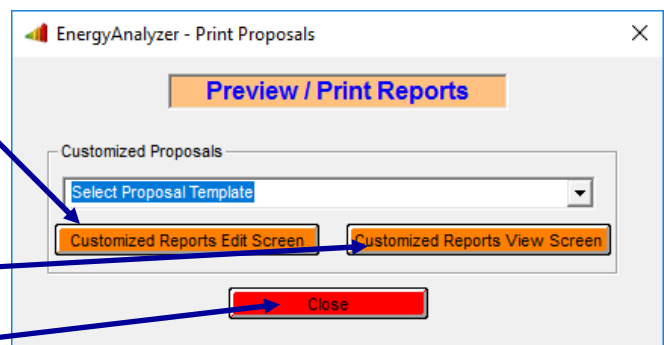 EnergyAnalyzer - Print Proposals
Preview / Print Reports
Customized Proposals
Select Proposal Template
Customized Reports Edit Screen
Customized Reports View Screen
Close